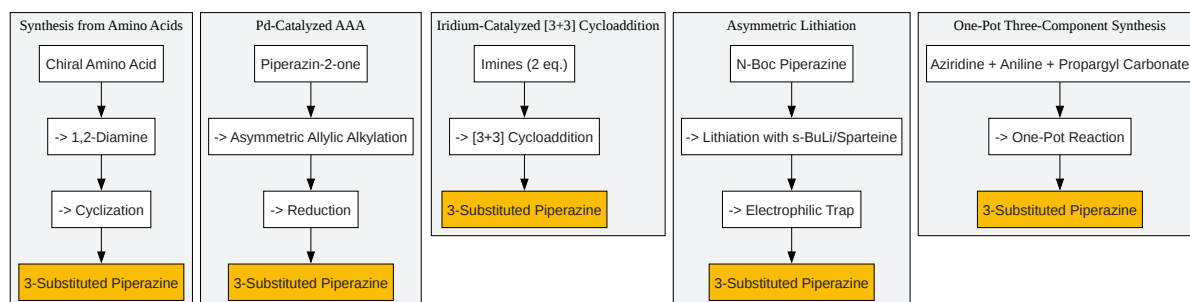 Synthesis from Amino Acids
Chiral Amino Acid
-> 1,2-Diamine
-> Cyclization
3-Substituted Piperazine
Pd-Catalyzed AAA
Piperazin-2-one
-> Asymmetric Allylic Alkylation
-> Reduction
3-Substituted Piperazine
Iridium-Catalyzed [3+3] Cycloaddition
Imines (2 eq.)
-> [3+3] Cycloaddition
3-Substituted Piperazine
Asymmetric Lithiation
N-Boc Piperazine
-> Lithiation with s-BuLi/Sparteine
-> Electrophilic Trap
3-Substituted Piperazine
One-Pot Three-Component Synthesis
Aziridine + Aniline + Propargyl Carbonate
-> One-Pot Reaction
3-Substituted Piperazine